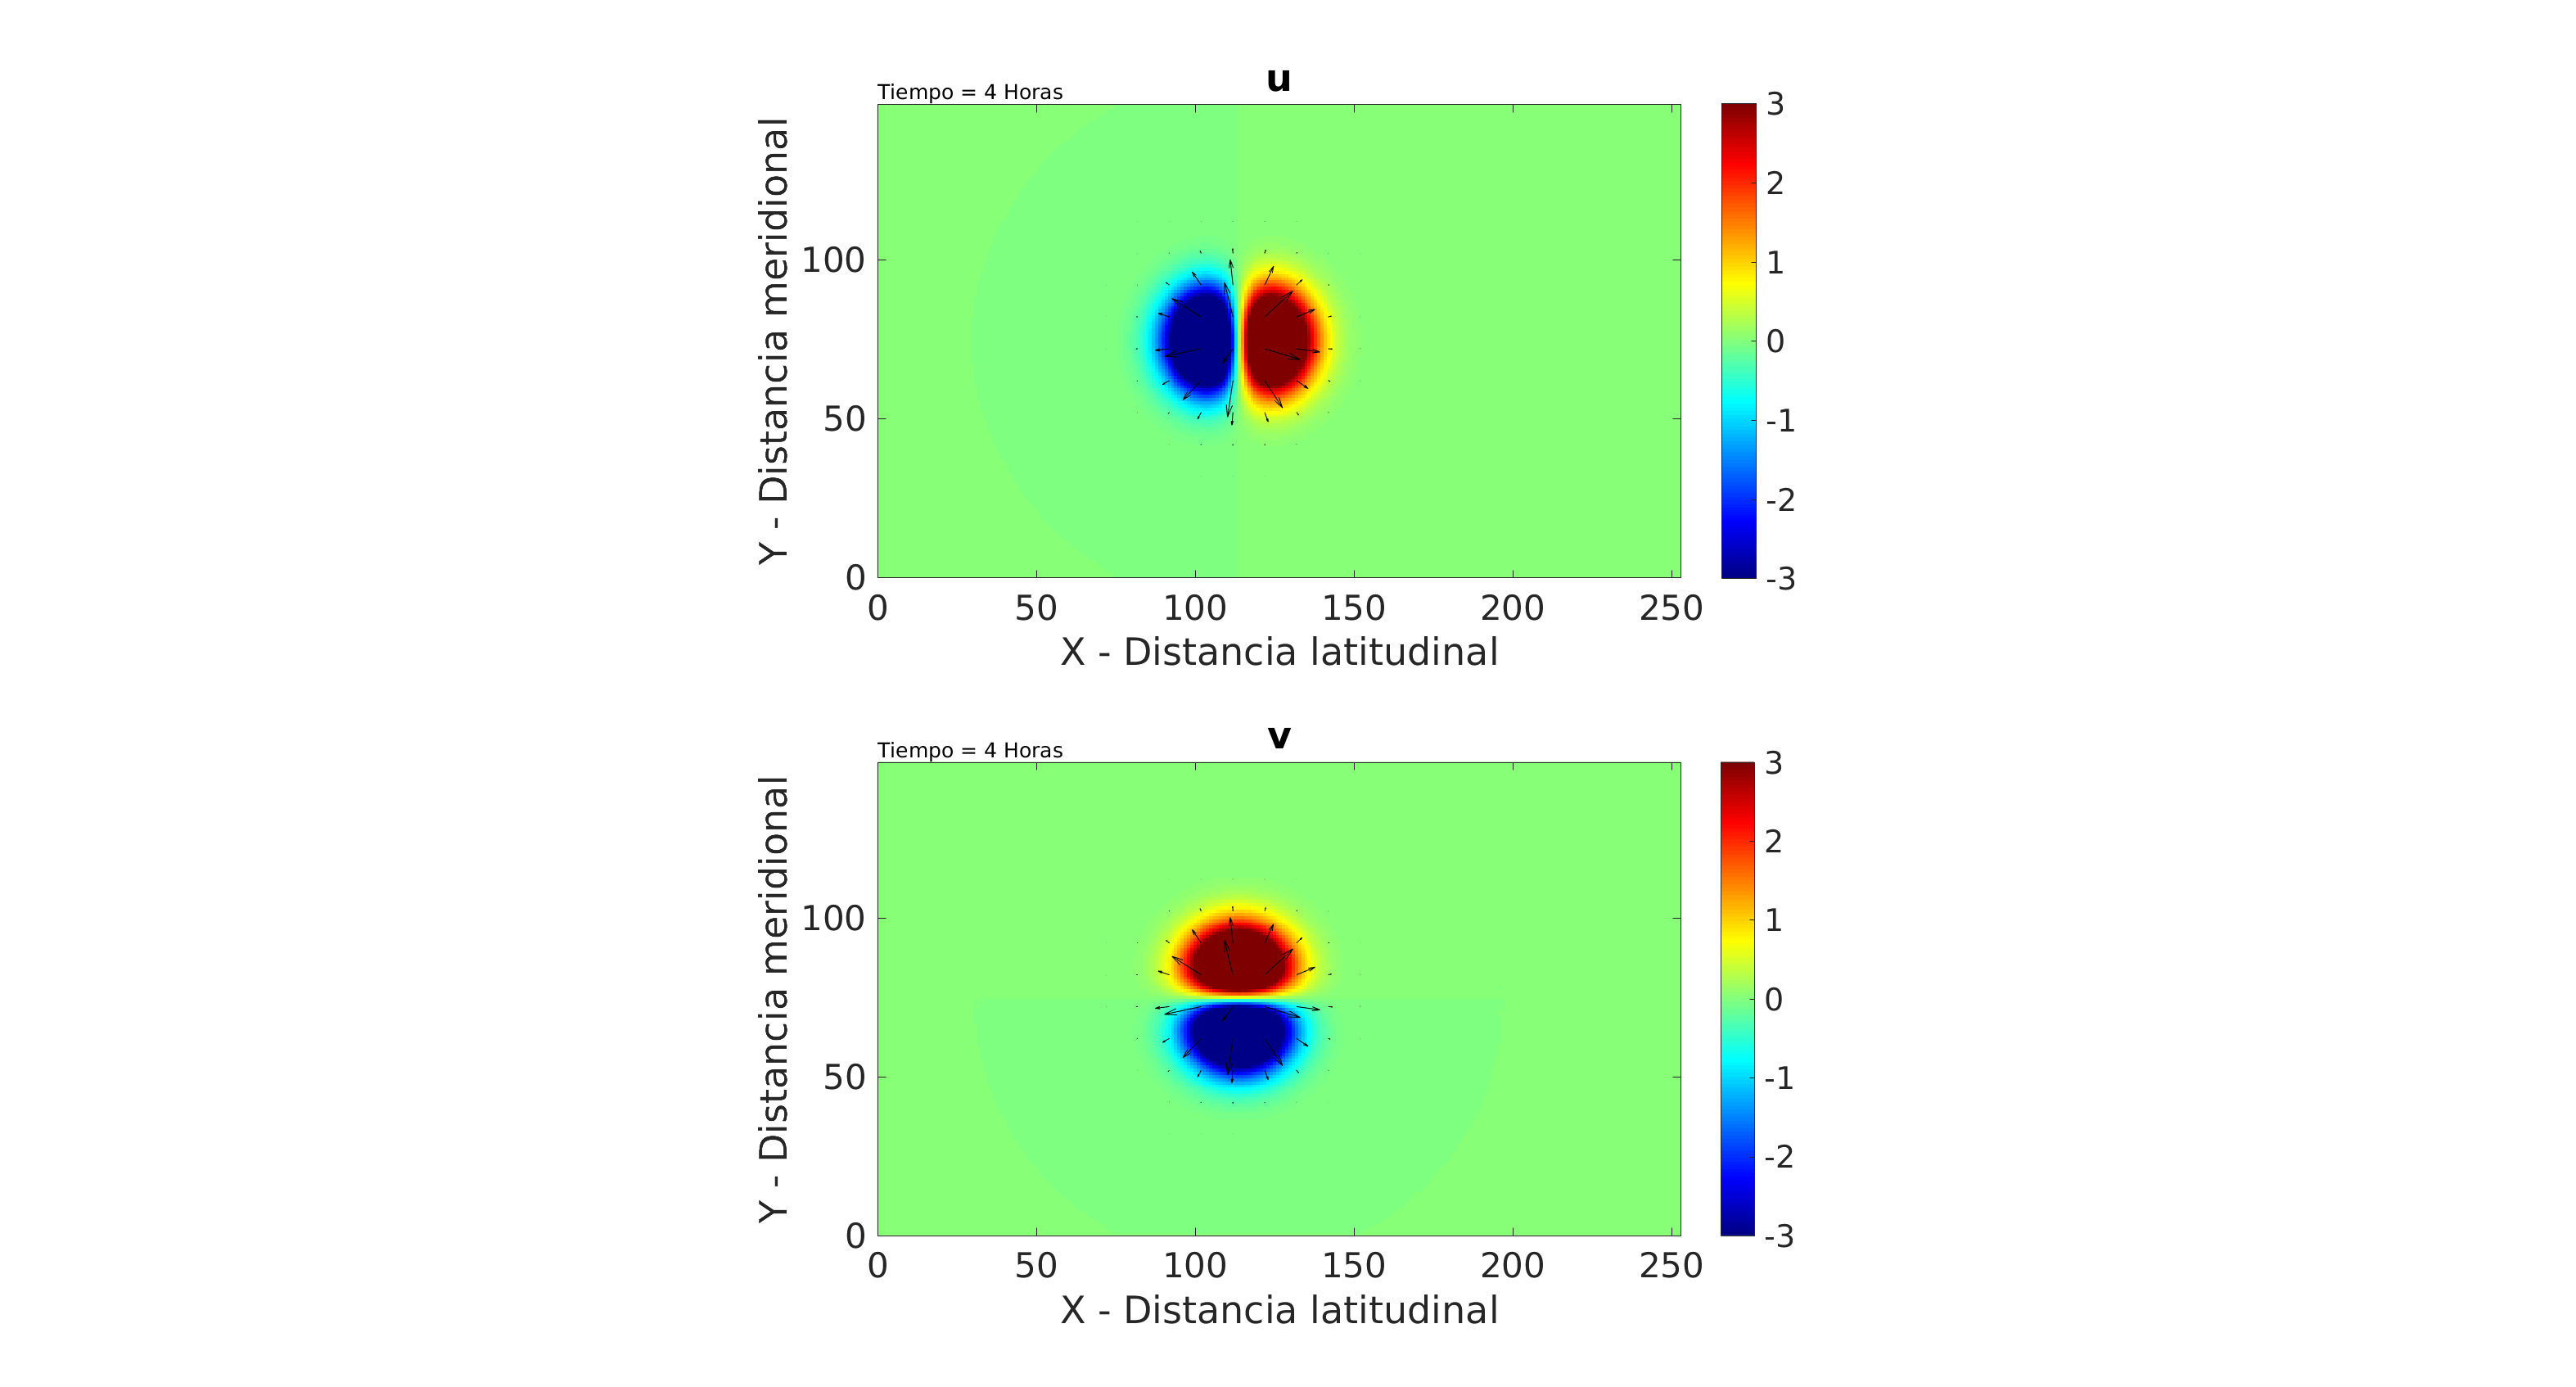 u
Tiempo = 4 Horas
Y - Distancia meridional
100
50
0
0 50 100 150 200 250
X - Distancia latitudinal
3
2
1
0
-1
-2
-3
v
Tiempo = 4 Horas
Y - Distancia meridional
100
50
0
0 50 100 150 200 250
X - Distancia latitudinal
3
2
1
0
-1
-2
-3